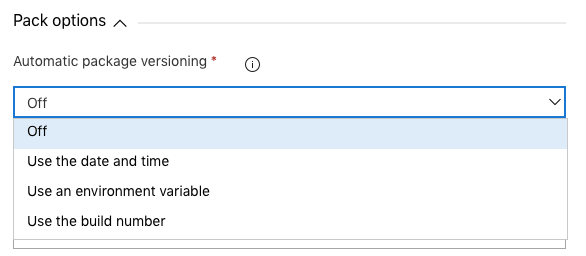 Pack options
Automatic package versioning *
Off
Off
Use the date and time
Use an environment variable
Use the build number